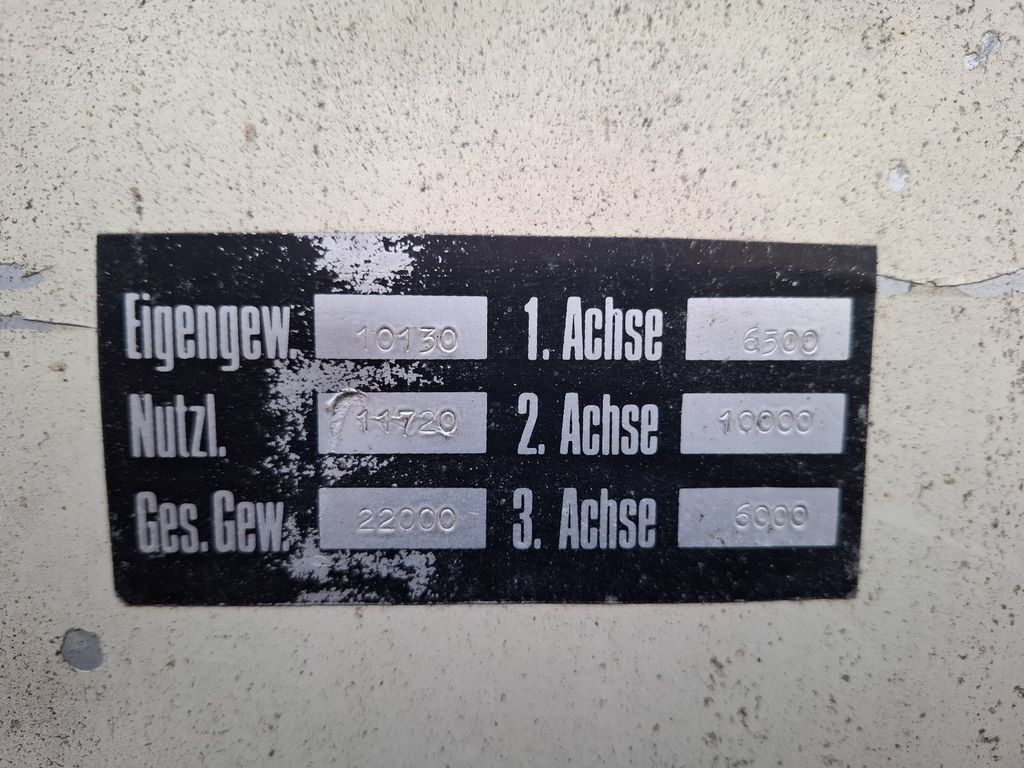 Eigengew. 10130 1. Achse 6500
Nutzl. 11720 2. Achse 10000
Ges. Gew. 22000 3. Achse 6000